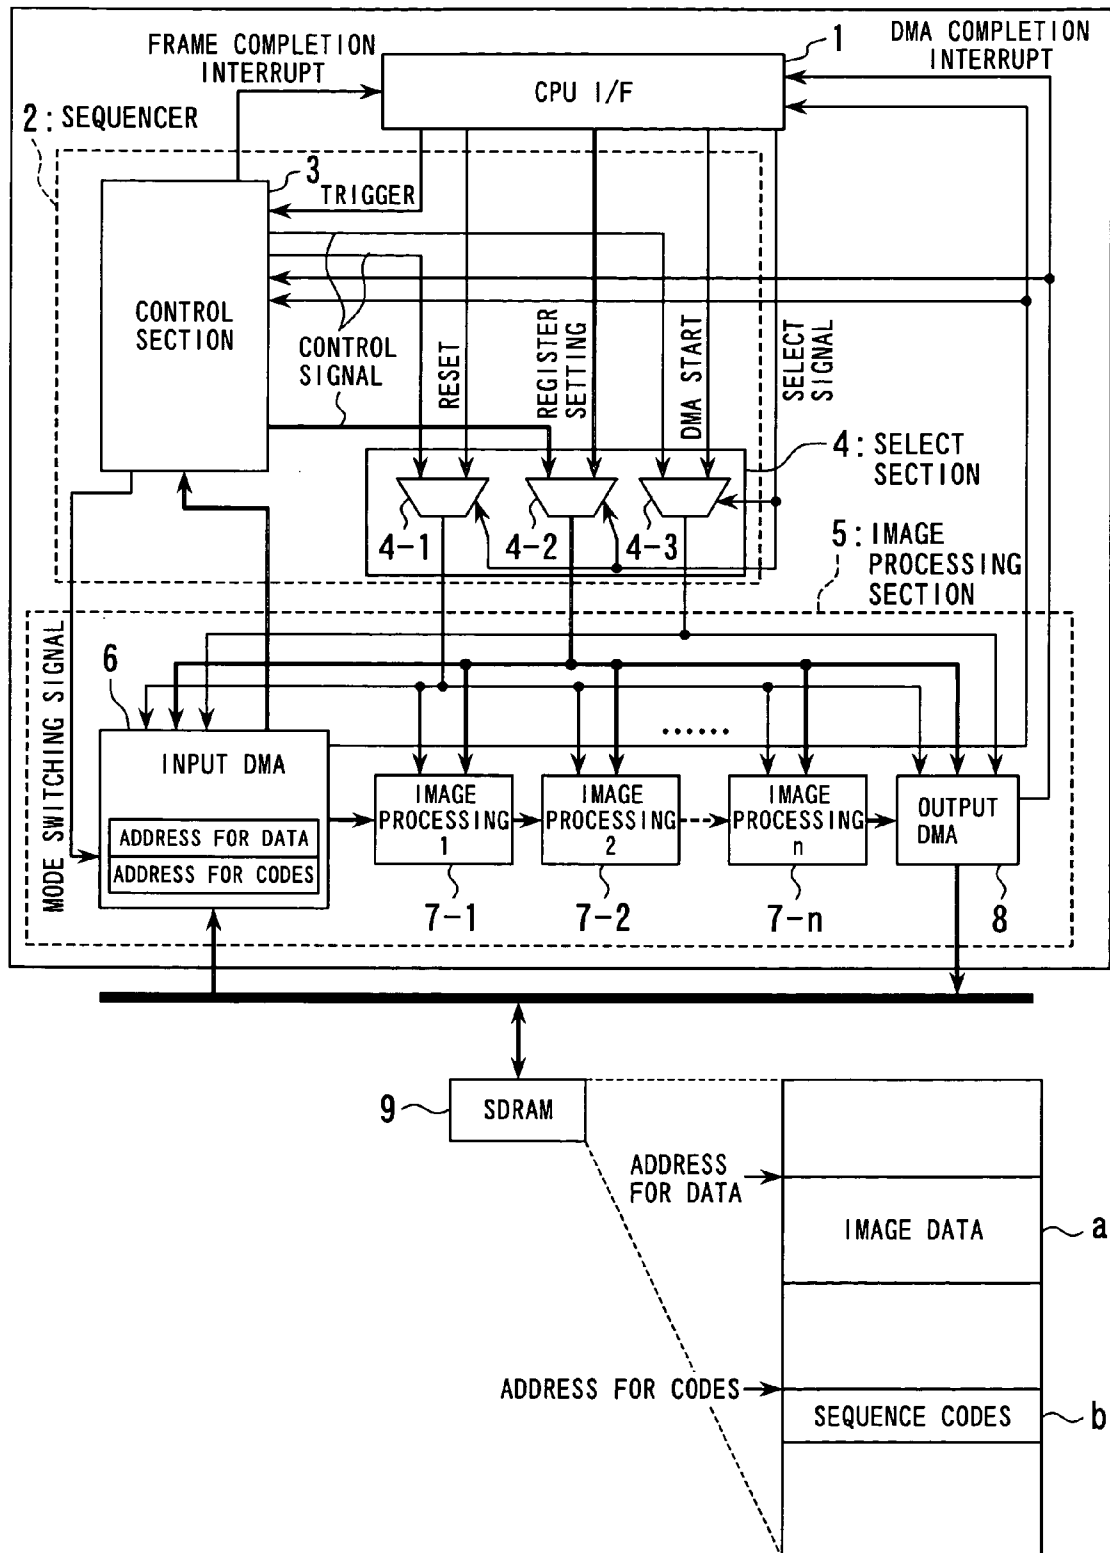 FRAME COMPLETION
INTERRUPT
1
DMA COMPLETION
INTERRUPT
CPU I/F
2: SEQUENCER
3
TRIGGER
CONTROL
SECTION
CONTROL
SIGNAL
RESET
REGISTER
SETTING
DMA START
SELECT
SIGNAL
4: SELECT
SECTION
4-1
4-2
4-3
5: IMAGE
PROCESSING
SECTION
MODE SWITCHING SIGNAL
6
INPUT DMA
ADDRESS FOR DATA
ADDRESS FOR CODES
IMAGE
PROCESSING
1
IMAGE
PROCESSING
2
......
IMAGE
PROCESSING
n
OUTPUT
DMA
7-1
7-2
7-n
8
9
SDRAM
ADDRESS
FOR DATA
IMAGE DATA
a
ADDRESS FOR CODES
SEQUENCE CODES
b